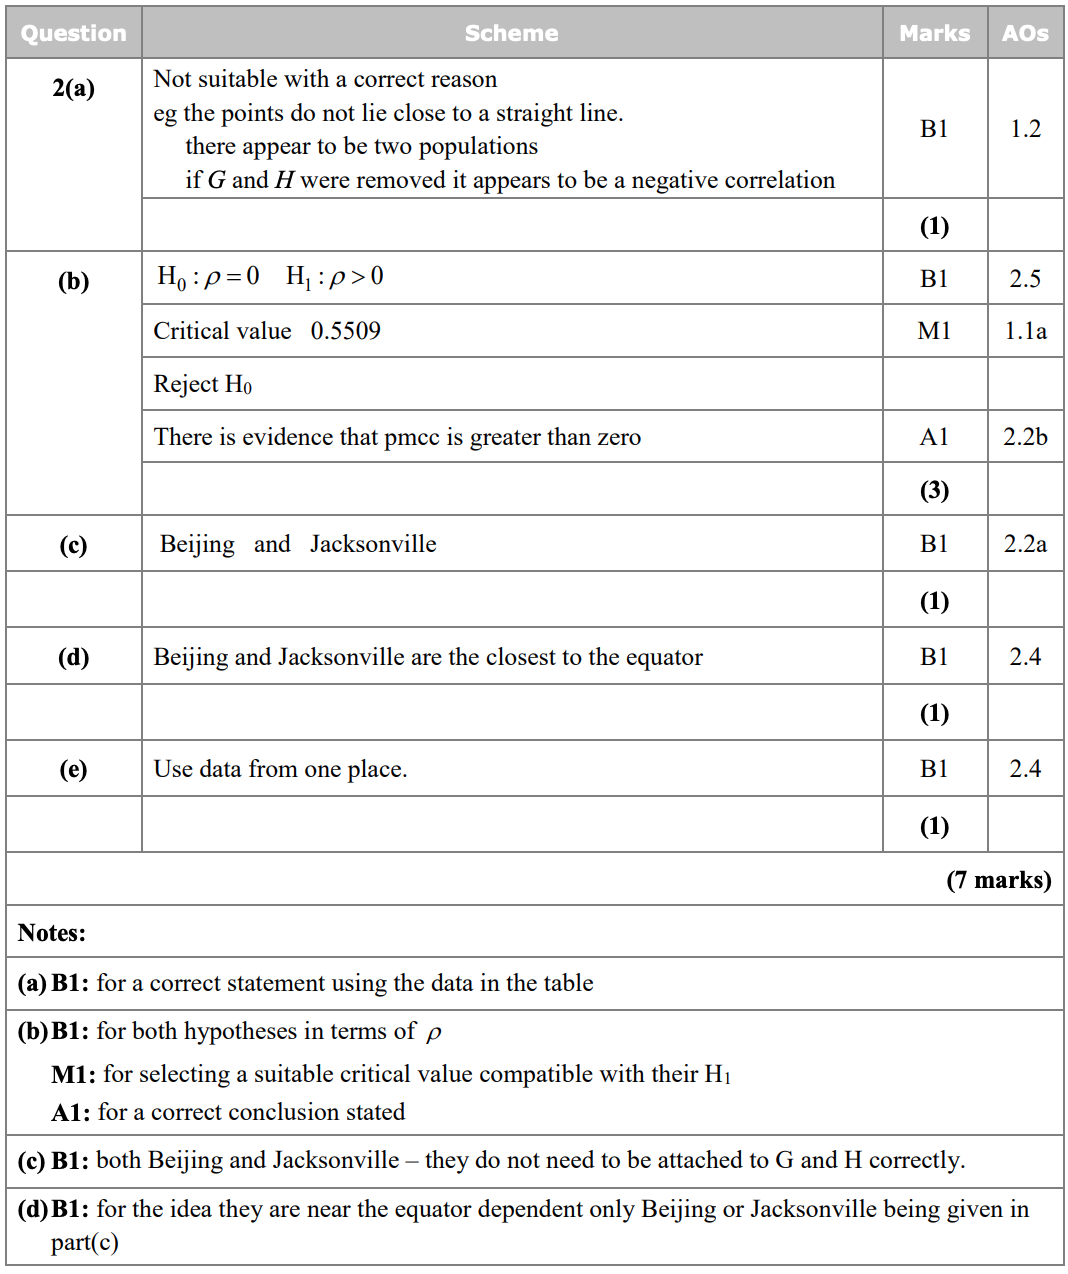 Question Scheme Marks AOs
2(a) Not suitable with a correct reason
eg the points do not lie close to a straight line.
there appear to be two populations
if G and H were removed it appears to be a negative correlation
B1 1.2
(1)
(b) H₀ : ρ = 0 H₁ : ρ > 0 B1 2.5
Critical value 0.5509 M1 1.1a
Reject H₀
There is evidence that pmcc is greater than zero A1 2.2b
(3)
(c) Beijing and Jacksonville B1 2.2a
(1)
(d) Beijing and Jacksonville are the closest to the equator B1 2.4
(1)
(e) Use data from one place. B1 2.4
(1)
(7 marks)
Notes:
(a) B1: for a correct statement using the data in the table
(b) B1: for both hypotheses in terms of ρ
M1: for selecting a suitable critical value compatible with their H₁
A1: for a correct conclusion stated
(c) B1: both Beijing and Jacksonville – they do not need to be attached to G and H correctly.
(d) B1: for the idea they are near the equator dependent only Beijing or Jacksonville being given in
part(c)